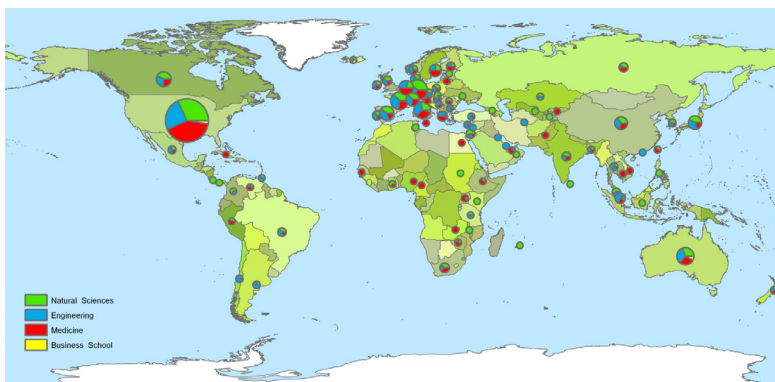 Natural Sciences
Engineering
Medicine
Business School